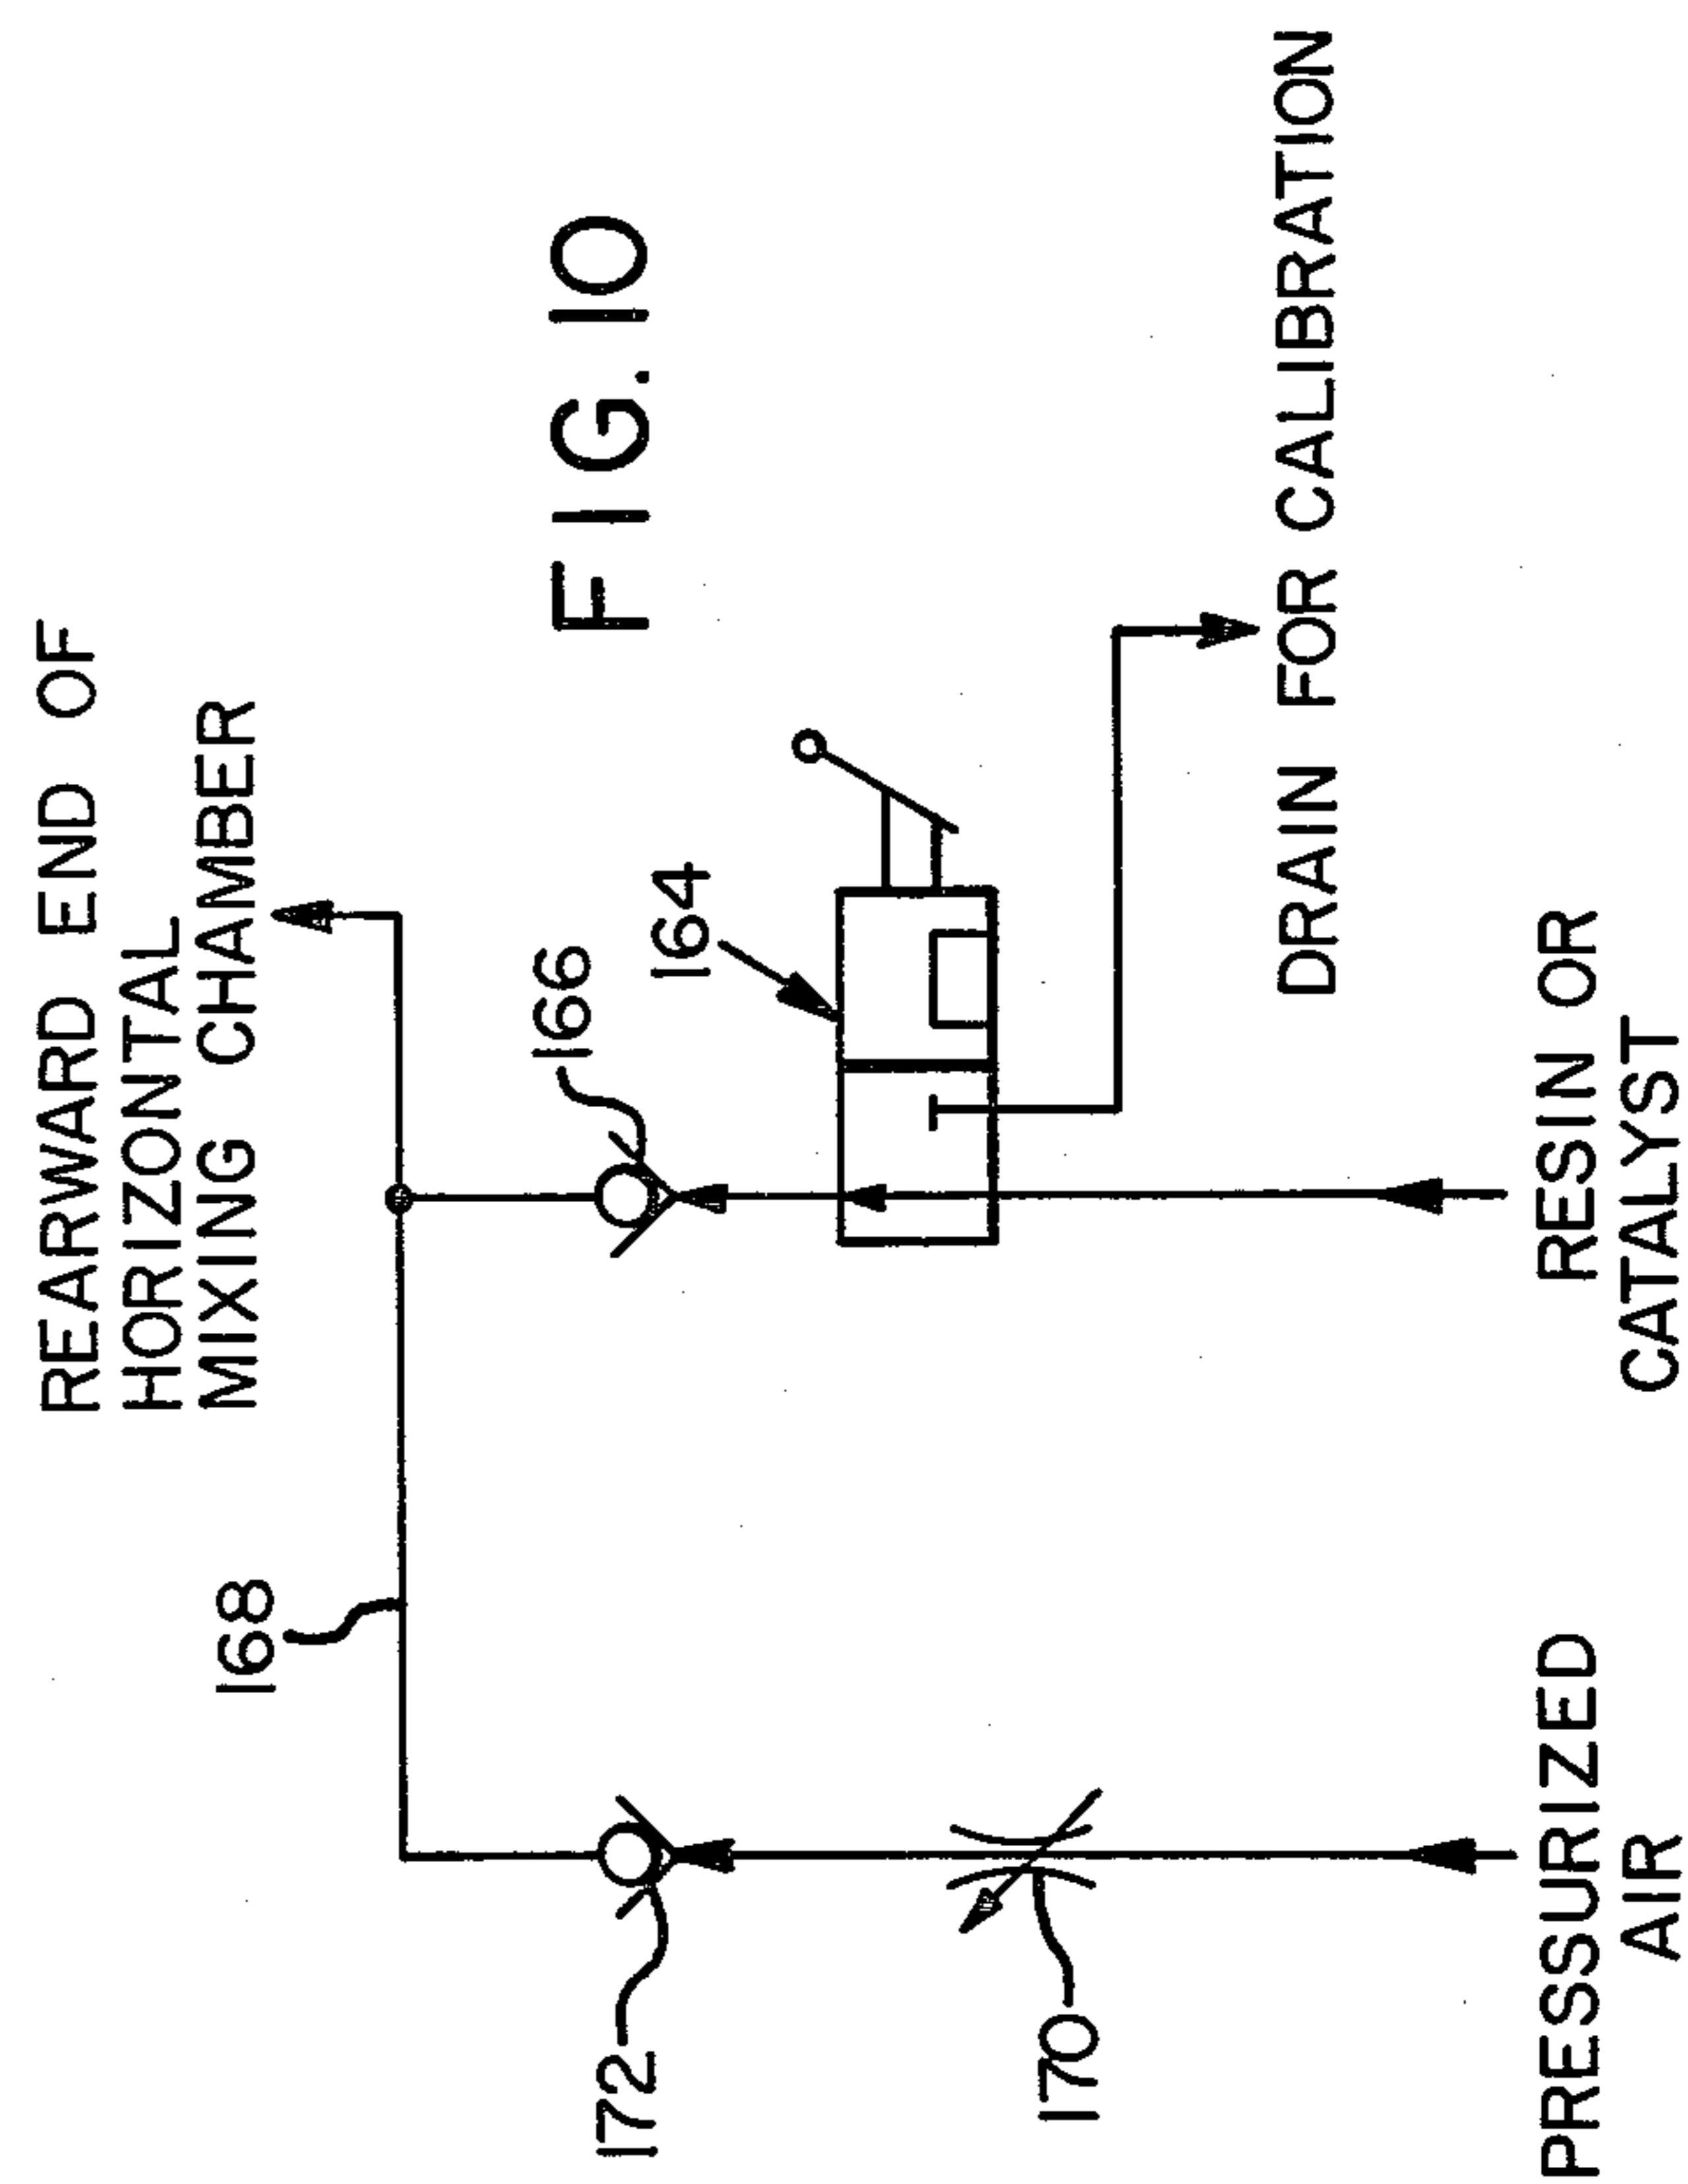 REARWARD END OF
HORIZONTAL
MIXING CHAMBER
168
166
164
FIG. 10
172
170
DRAIN FOR CALIBRATION
PRESSURIZED
AIR
RESIN OR
CATALYST